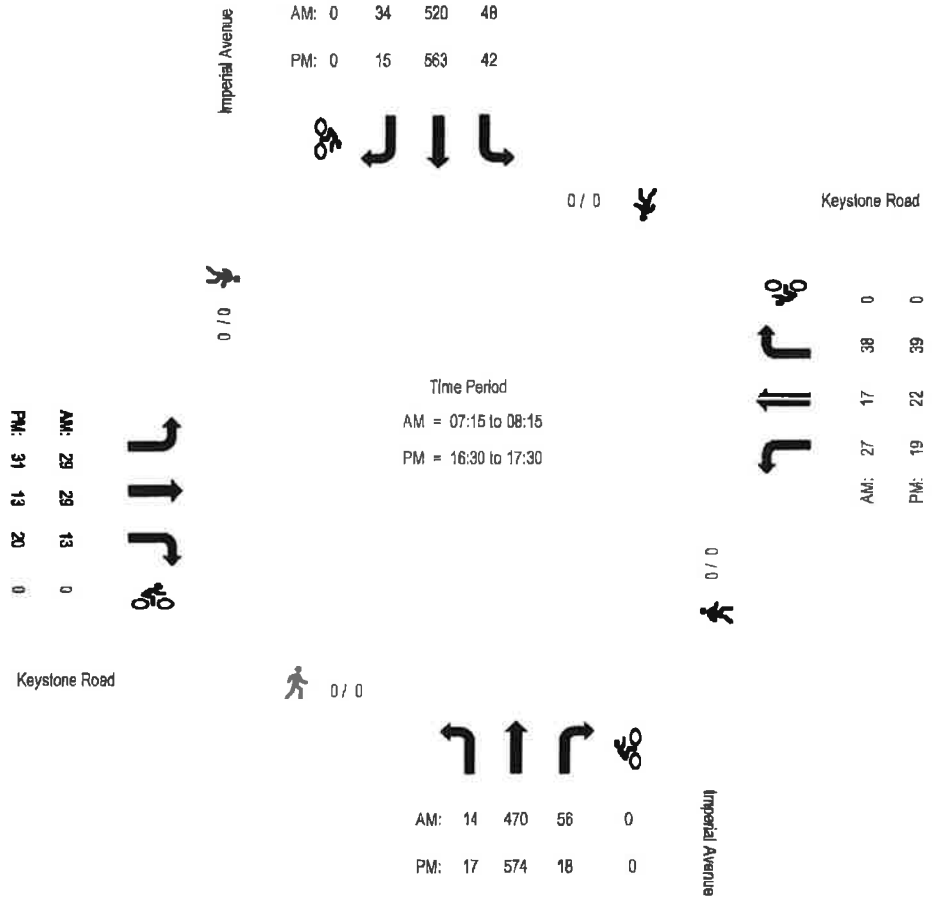 Imperial Avenue
AM: 0 34 520 48
PM: 0 15 563 42
0 / 0
Keystone Road
0 / 0
0 0
38 39
17 22
27 19
AM: PM:
Time Period
AM = 07:15 to 08:15
PM = 16:30 to 17:30
AM: 29 29 13 0
PM: 31 13 20 0
0 / 0
Keystone Road
0 / 0
AM: 14 470 56 0
PM: 17 574 18 0
Imperial Avenue